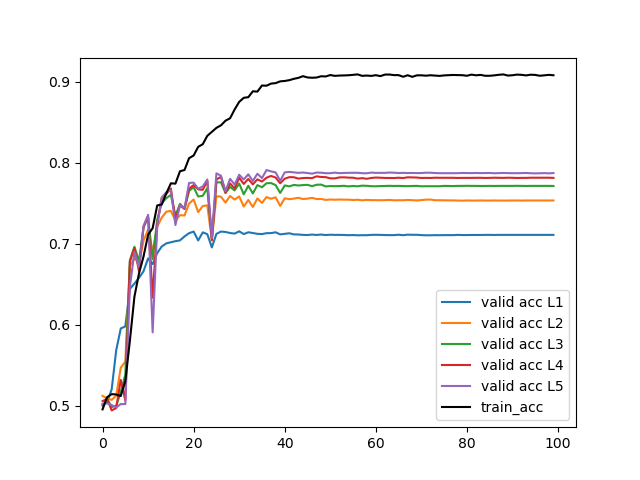 0.9
0.8
0.7
0.6
0.5
0
20
40
60
80
100
valid acc L1
valid acc L2
valid acc L3
valid acc L4
valid acc L5
train_acc